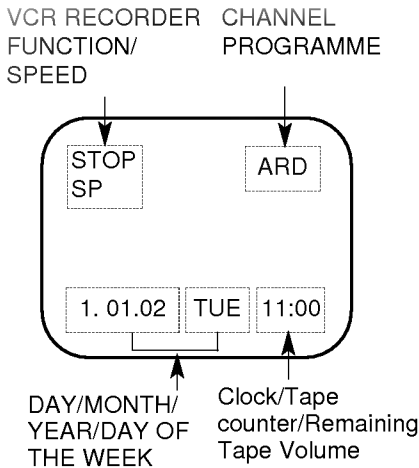 VCR RECORDER
FUNCTION/
SPEED
CHANNEL
PROGRAMME
STOP
SP
ARD
1. 01.02
TUE
11:00
DAY/MONTH/
YEAR/DAY OF
THE WEEK
Clock/Tape
counter/Remaining
Tape Volume